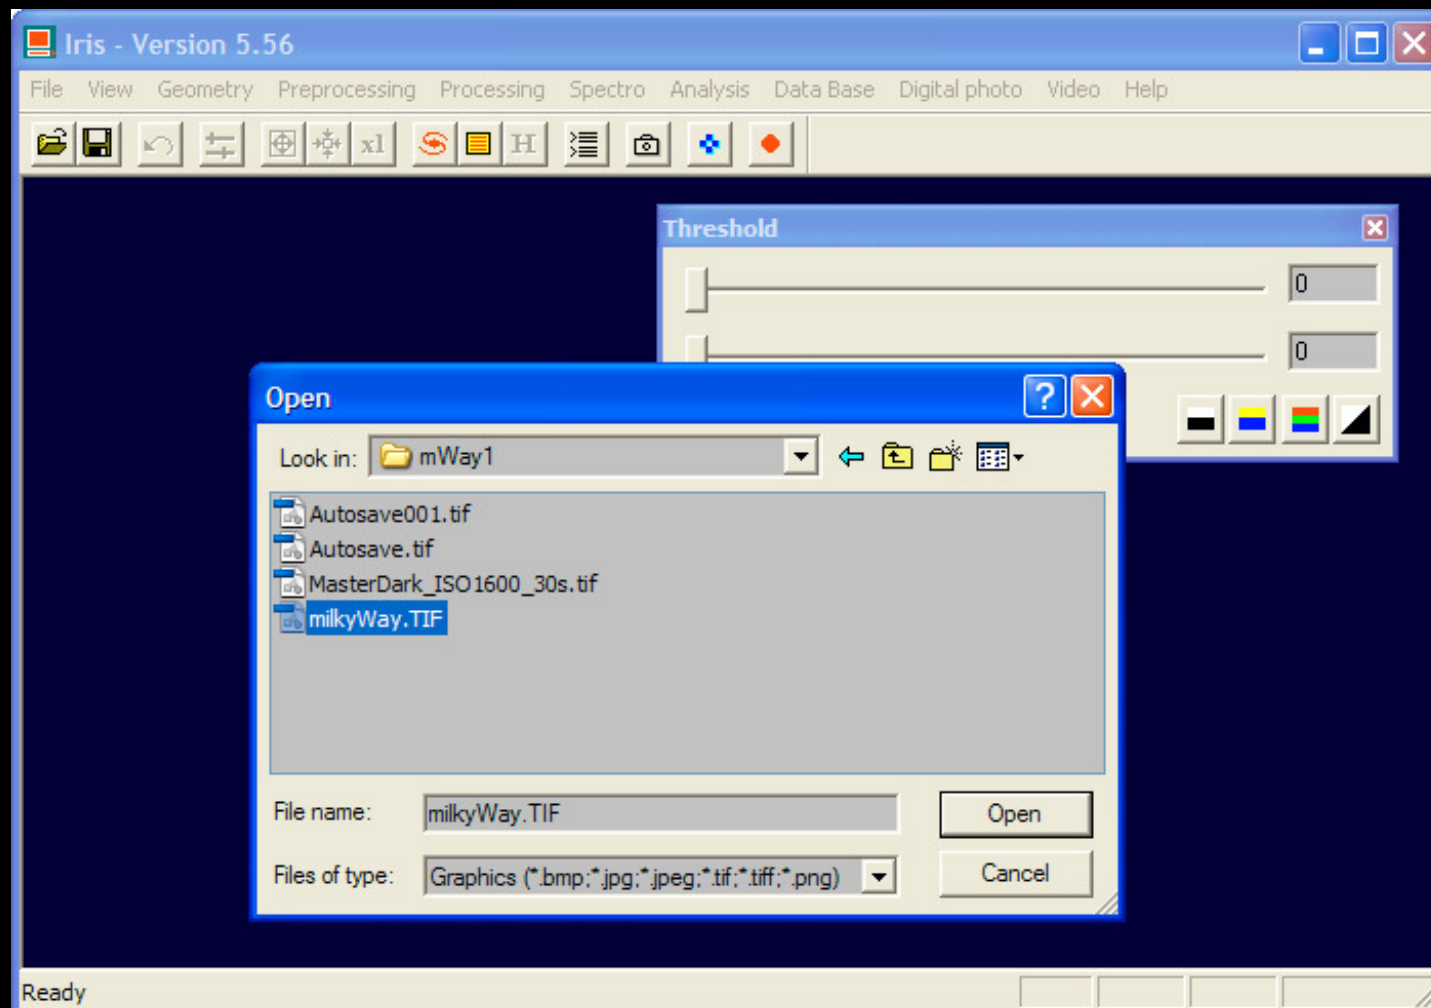 Iris - Version 5.56
File View Geometry Preprocessing Processing Spectro Analysis Data Base Digital photo Video Help
x1 H
Threshold
0
0
Open
Look in: mWay1
Autosave001.tif
Autosave.tif
MasterDark_ISO1600_30s.tif
milkyWay.TIF
File name: milkyWay.TIF Open
Files of type: Graphics (*.bmp;*.jpg;*.jpeg;*.tif;*.tiff;*.png) Cancel
Ready